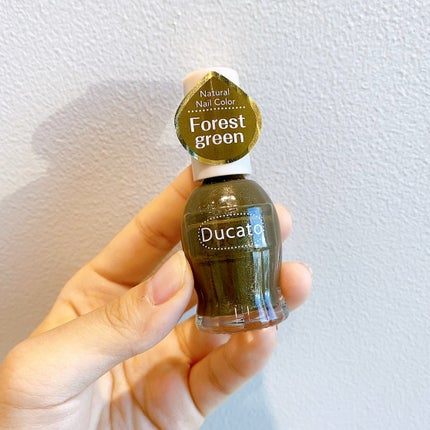 Natural
Nail Color
Forest
green
Ducato